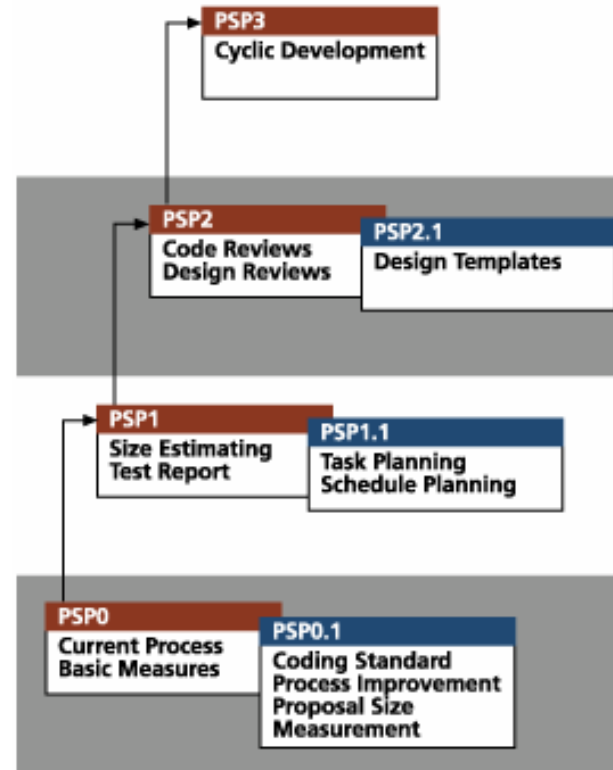 PSP3
Cyclic Development
PSP2
Code Reviews
Design Reviews
PSP2.1
Design Templates
PSP1
Size Estimating
Test Report
PSP1.1
Task Planning
Schedule Planning
PSP0
Current Process
Basic Measures
PSP0.1
Coding Standard
Process Improvement
Proposal Size
Measurement